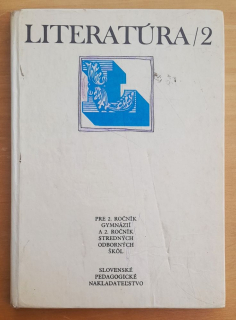 LITERATÚRA/2
L
PRE 2. ROČNÍK
GYMNÁZIÍ
A 2. ROČNÍK
STREDNÝCH
ODBORNÝCH
ŠKÔL
SLOVENSKÉ
PEDAGOGICKÉ
NAKLADATEĽSTVO